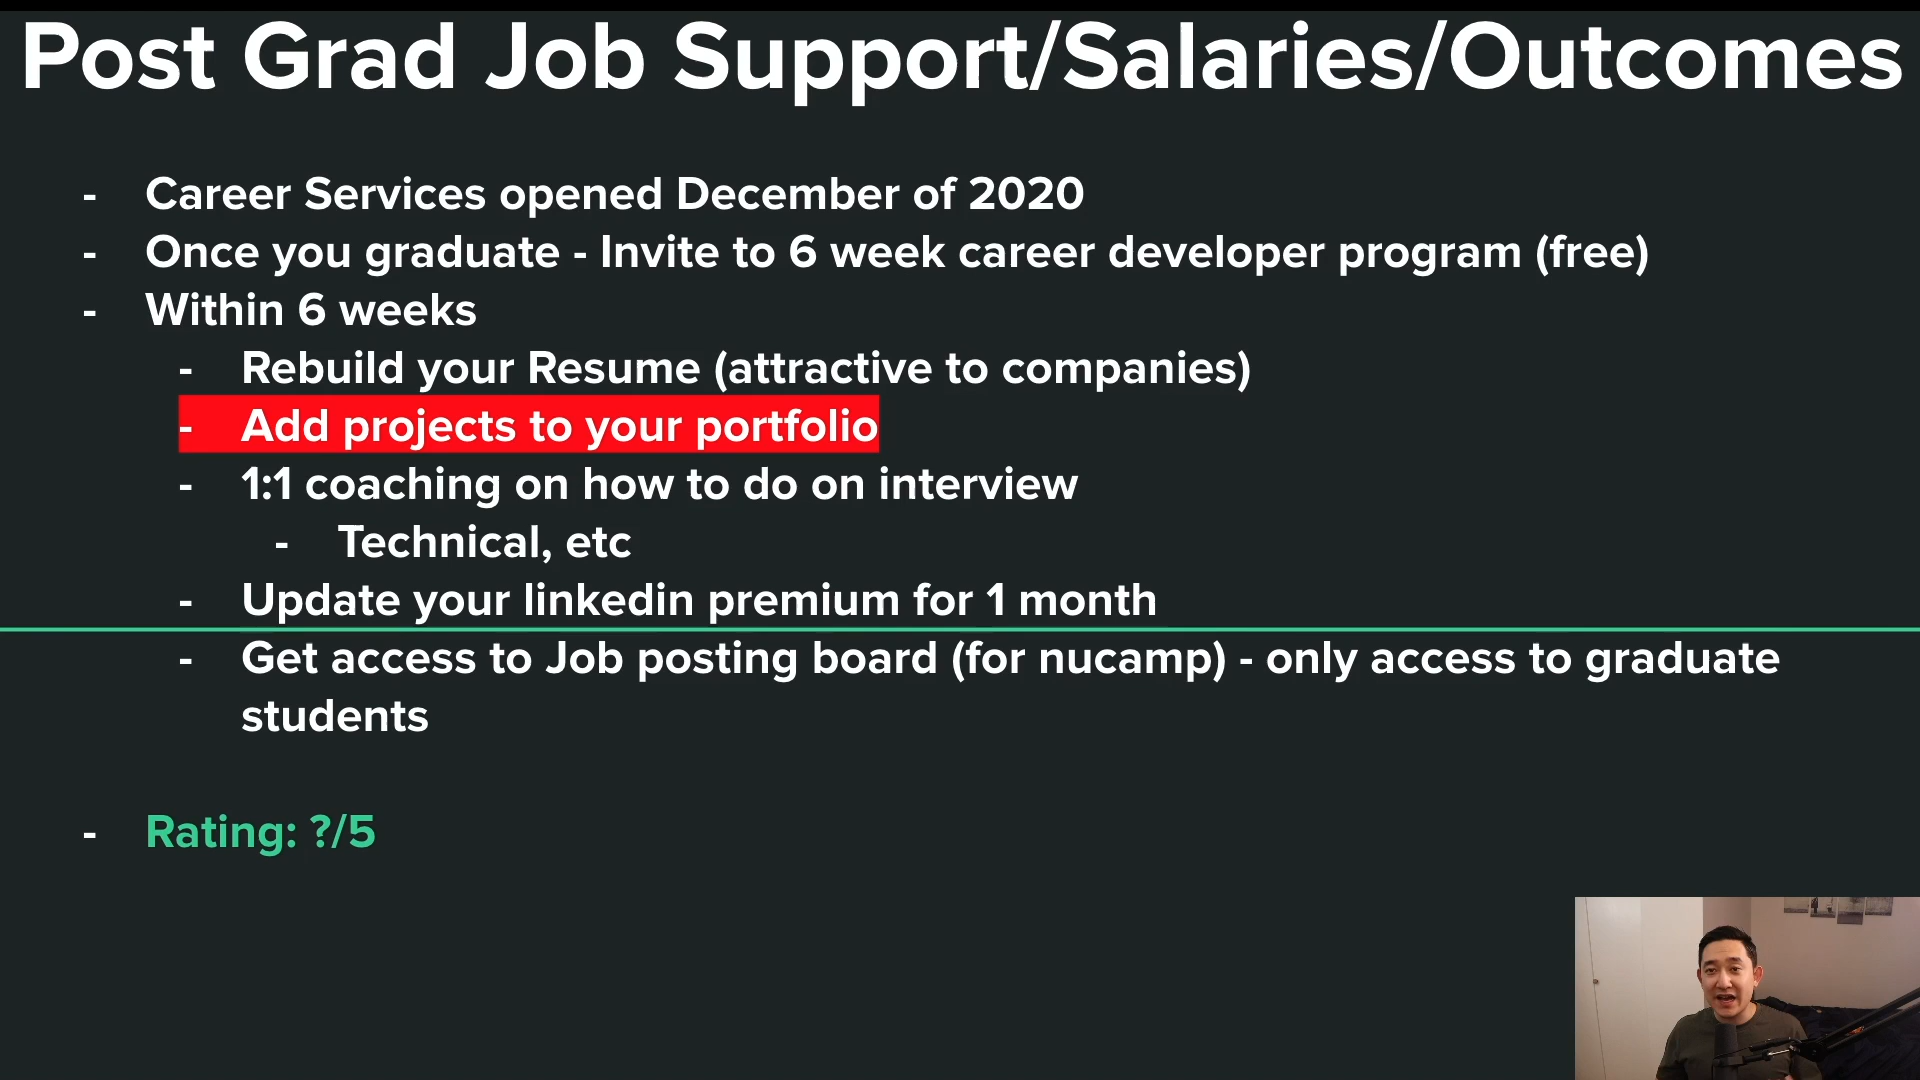 Post Grad Job Support/Salaries/Outcomes
- Career Services opened December of 2020
- Once you graduate - Invite to 6 week career developer program (free)
- Within 6 weeks
- Rebuild your Resume (attractive to companies)
- Add projects to your portfolio
- 1:1 coaching on how to do on interview
- Technical, etc
- Update your linkedin premium for 1 month
- Get access to Job posting board (for nucamp) - only access to graduate
students
- Rating: ?/5